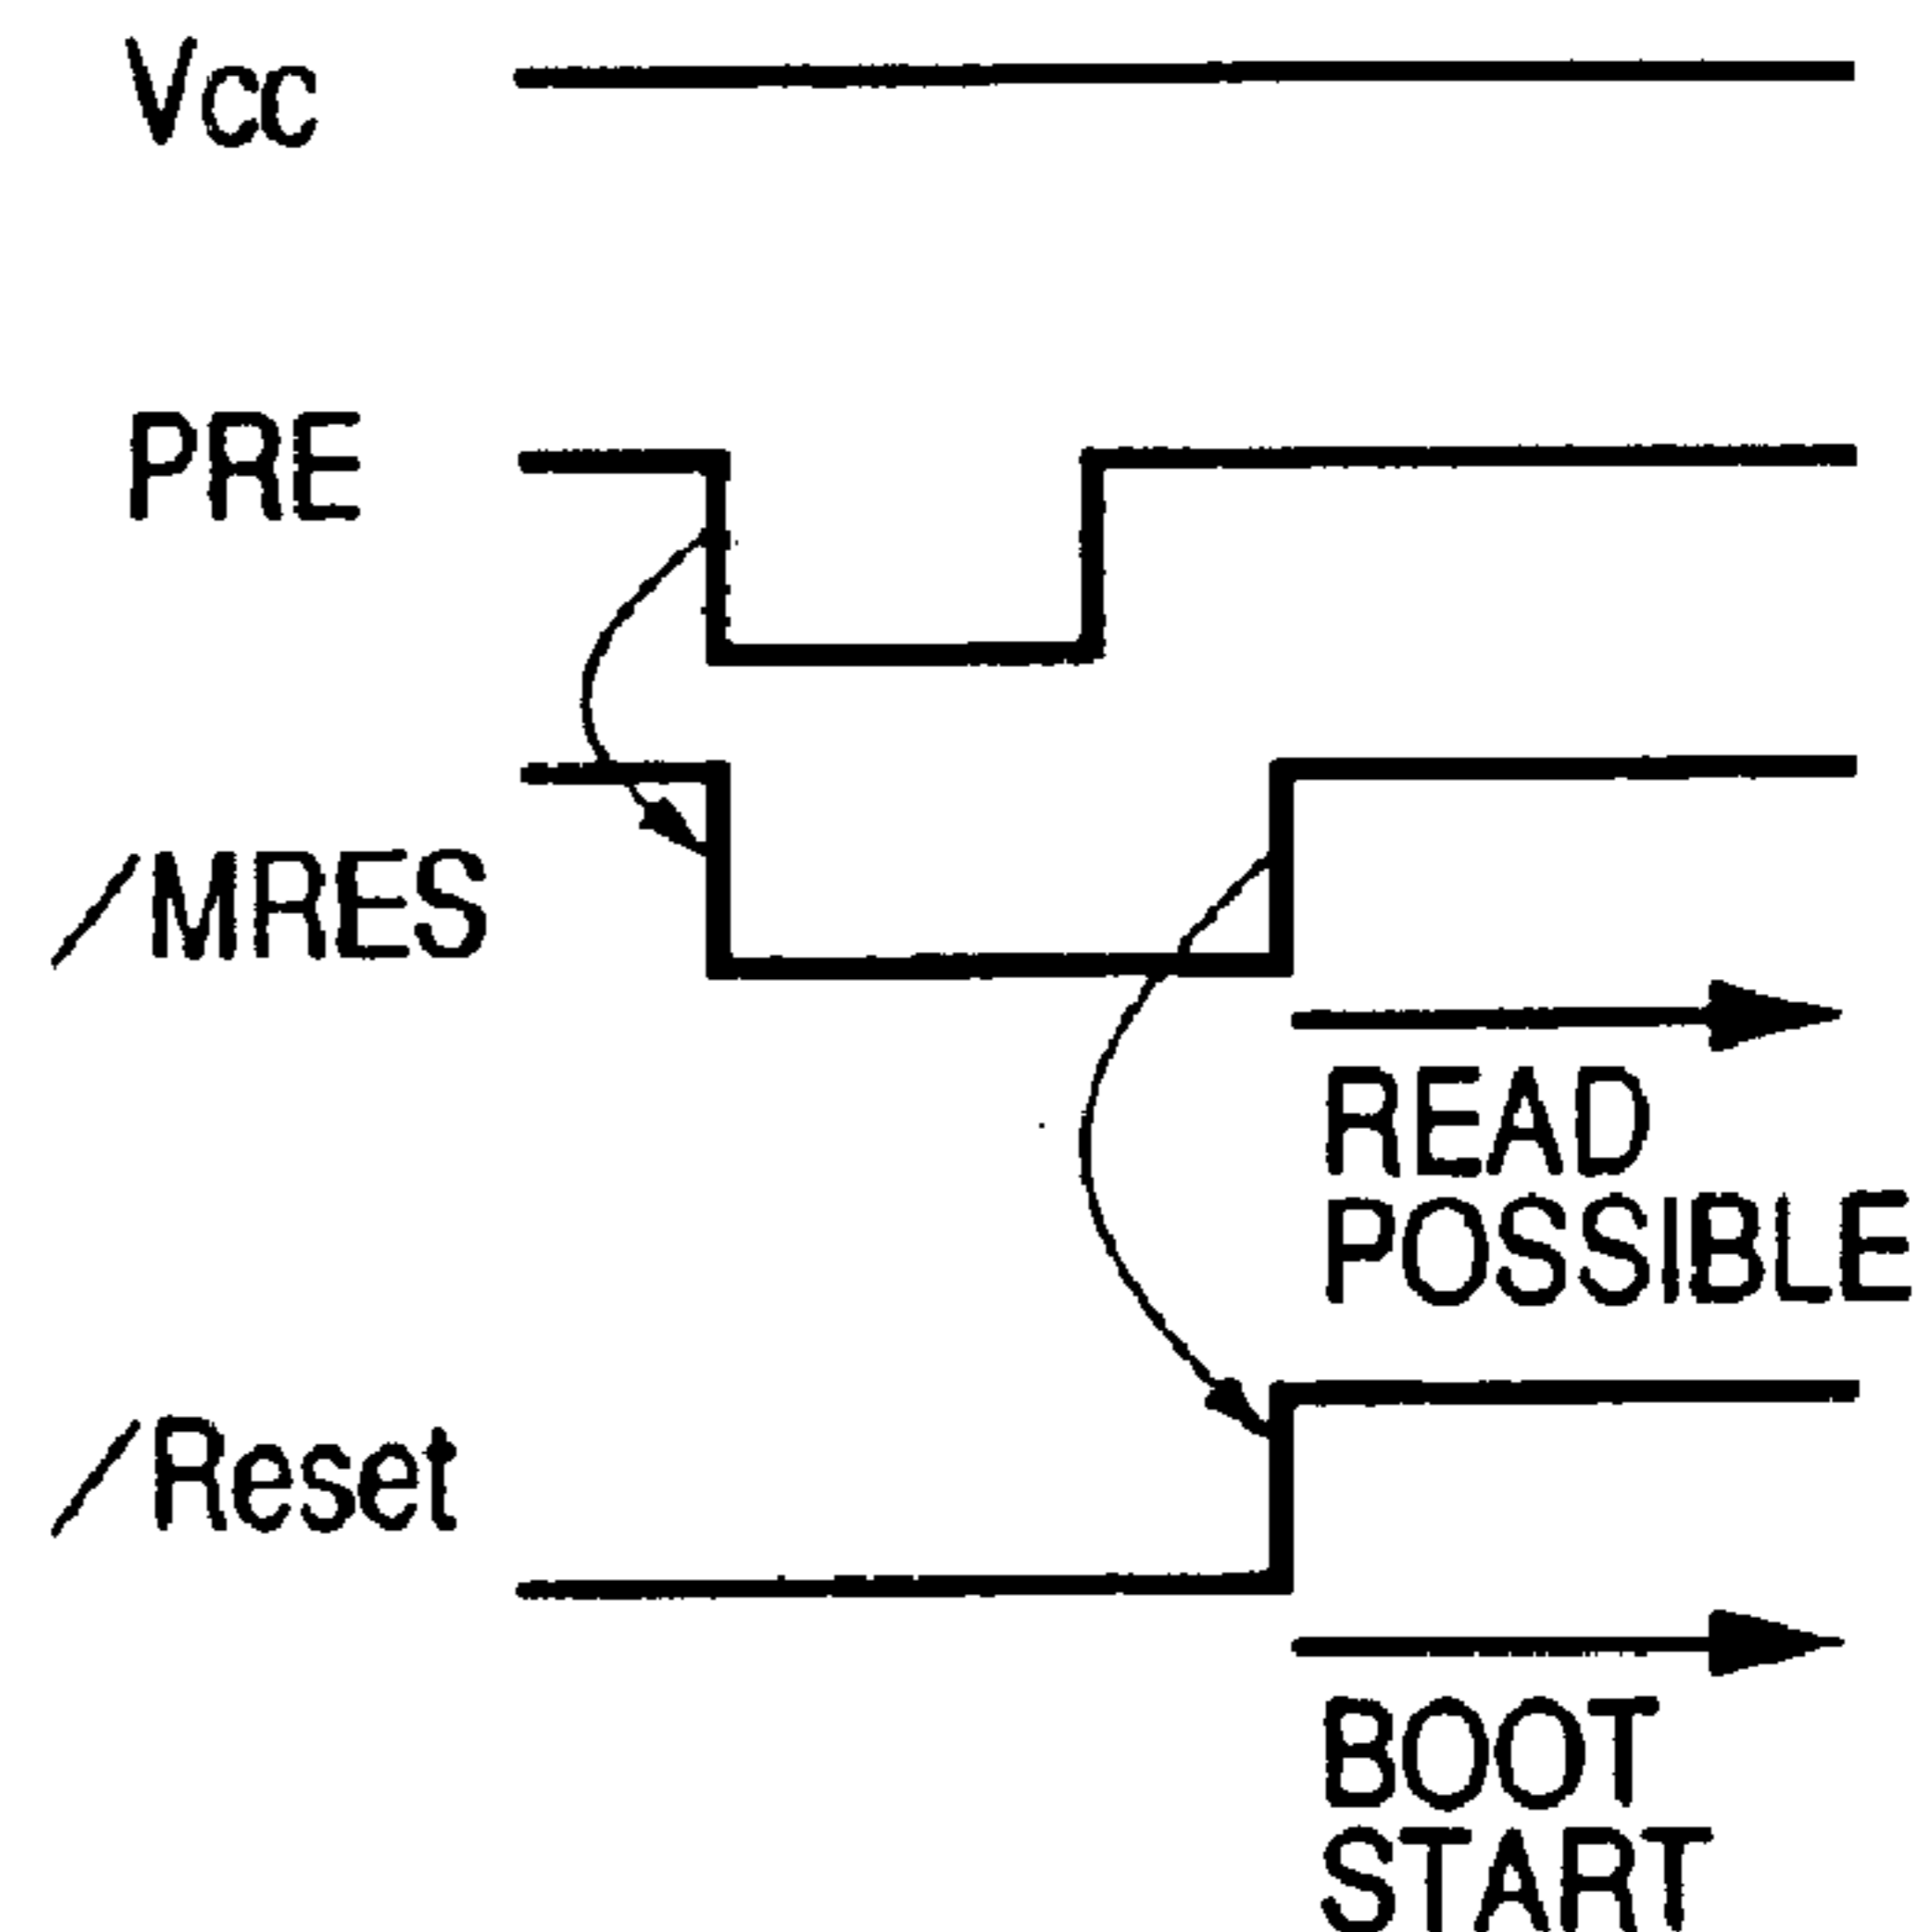 Vcc
PRE
/MRES
READ
POSSIBLE
/Reset
BOOT
START